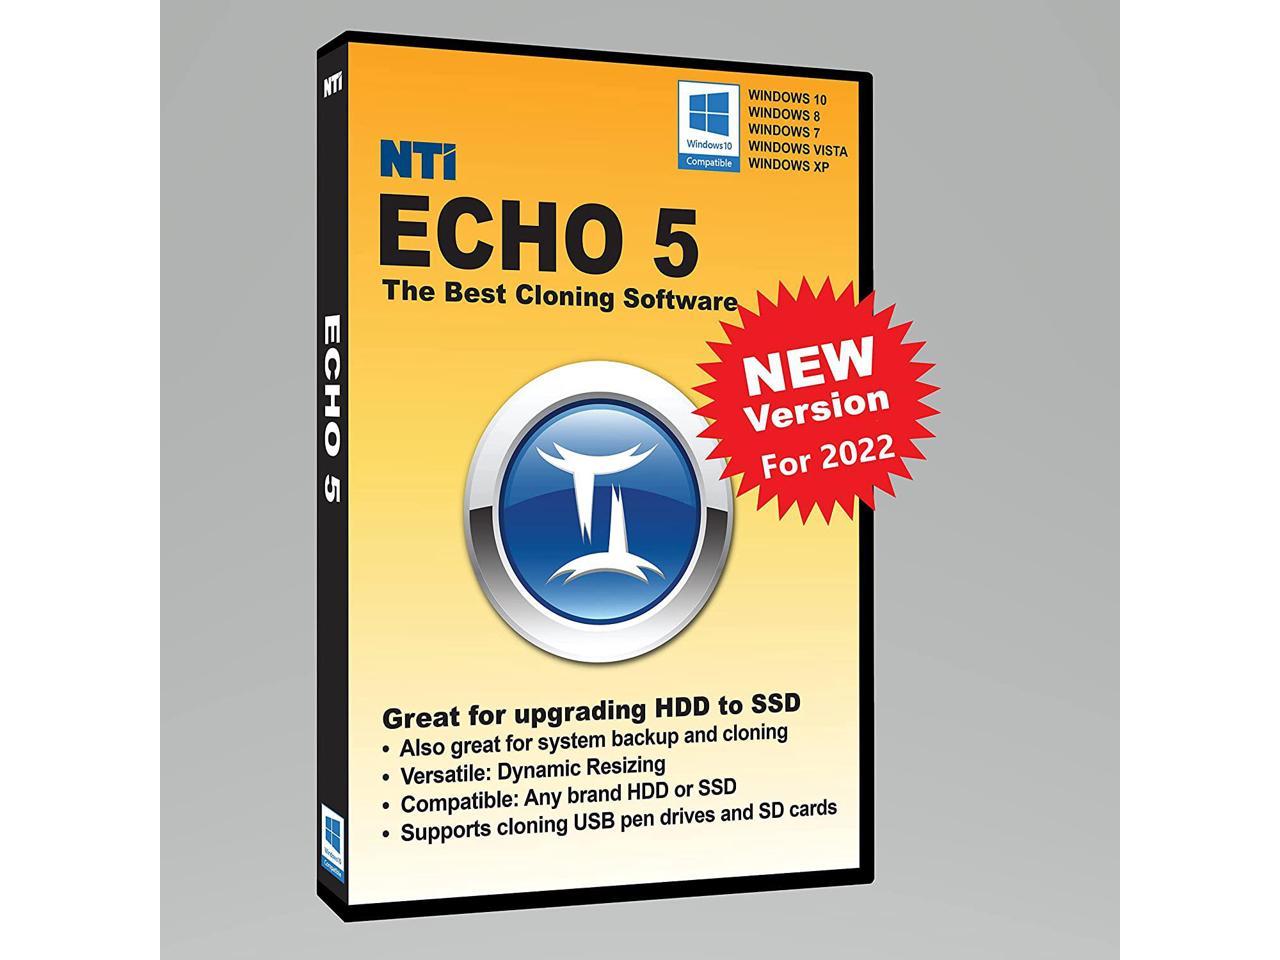 NTI
ECHO 5
Windows10
Compatible
NTI
ECHO 5
The Best Cloning Software
Windows10
Compatible
WINDOWS 10
WINDOWS 8
WINDOWS 7
WINDOWS VISTA
WINDOWS XP
NEW
Version
For 2022
Great for upgrading HDD to SSD
• Also great for system backup and cloning
• Versatile: Dynamic Resizing
• Compatible: Any brand HDD or SSD
• Supports cloning USB pen drives and SD cards